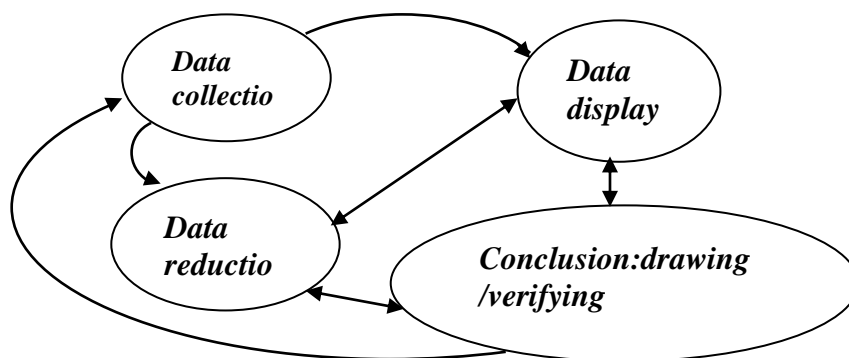 Data
collectio
Data
display
Data
reductio
Conclusion:drawing
/verifying